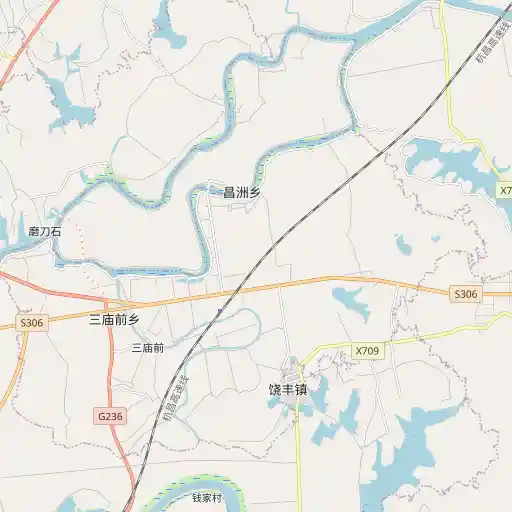 杭昌高速线
X7
昌洲乡
磨刀石
S306
三庙前乡
S306
三庙前
X709
杭昌高速线
饶丰镇
G236
钱家村